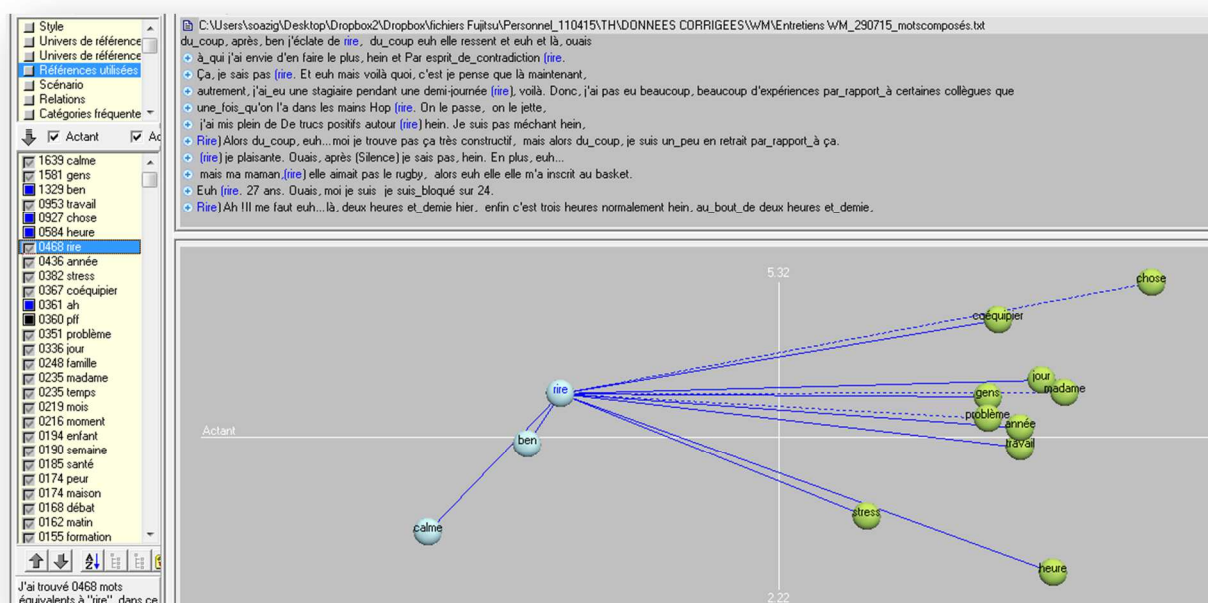 Style
Univers de référence
Univers de référence
Références utilisées
Scénario
Relations
Catégories fréquente
Actant
1639 calme
1581 gens
1329 ben
0953 travail
0927 chose
0584 heure
0468 rire
0436 année
0382 stress
0367 coéquipier
0361 ah
0360 pff
0351 problème
0336 jour
0248 famille
0235 madame
0235 temps
0219 mois
0216 moment
0194 enfant
0190 semaine
0185 santé
0174 peur
0174 maison
0168 débat
0162 matin
0155 formation
J'ai trouvé 0468 mots
équivalents à "rire" dans ce
C:\Users\soazig\Desktop\Dropbox2\Dropbox\fichiers Fujitsu\Personnel_110415\TH\DONNEES CORRIGEES\WM\Entretiens WM_290715_motscomposés.txt
du_coup, après, ben j'éclate de rire, du_coup euh elle ressent et euh et là, ouais
à_qui j'ai envie d'en faire le plus, hein et Par esprit_de_contradiction (rire.
Ça, je sais pas (rire. Et euh mais voilà quoi, c'est je pense que là maintenant,
autrement, j'ai_eu une stagiaire pendant une demi-journée (rire), voilà. Donc, j'ai pas eu beaucoup, beaucoup d'expériences par_rapport_à certaines collègues que
une_fois_qu'on l'a dans les mains Hop (rire. On le passe, on le jette,
j'ai mis plein de De trucs positifs autour (rire) hein. Je suis pas méchant hein,
Rire) Alors du_coup, euh...moi je trouve pas ça très constructif, mais alors du_coup, je suis un_peu en retrait par_rapport_à ça.
(rire) je plaisante. Ouais, après (Silence) je sais pas, hein. En plus, euh...
mais ma maman,(rire) elle aimait pas le rugby, alors euh elle elle m'a inscrit au basket.
Euh (rire. 27 ans. Ouais, moi je suis je suis_bloqué sur 24.
Rire) Ah !Il me faut euh...là, deux heures et_demie hier, enfin c'est trois heures normalement hein, au_bout_de deux heures et_demie,
5.32
chose
coéquipier
jour
rire
gens
madame
problème
année
Actant
ben
travail
stress
calme
heure
2.22